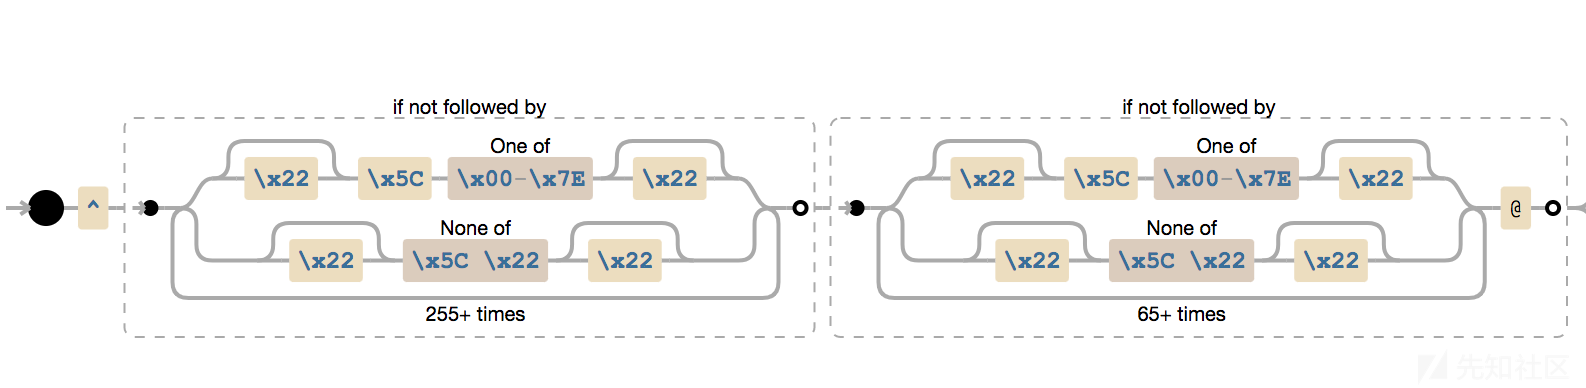 if not followed by if not followed by
One of One of
\x22 \x5C \x00-\x7E \x22 \x22 \x5C \x00-\x7E \x22
^ @
None of None of
\x22 \x5C \x22 \x22 \x22 \x5C \x22 \x22
255+ times 65+ times
先知社区